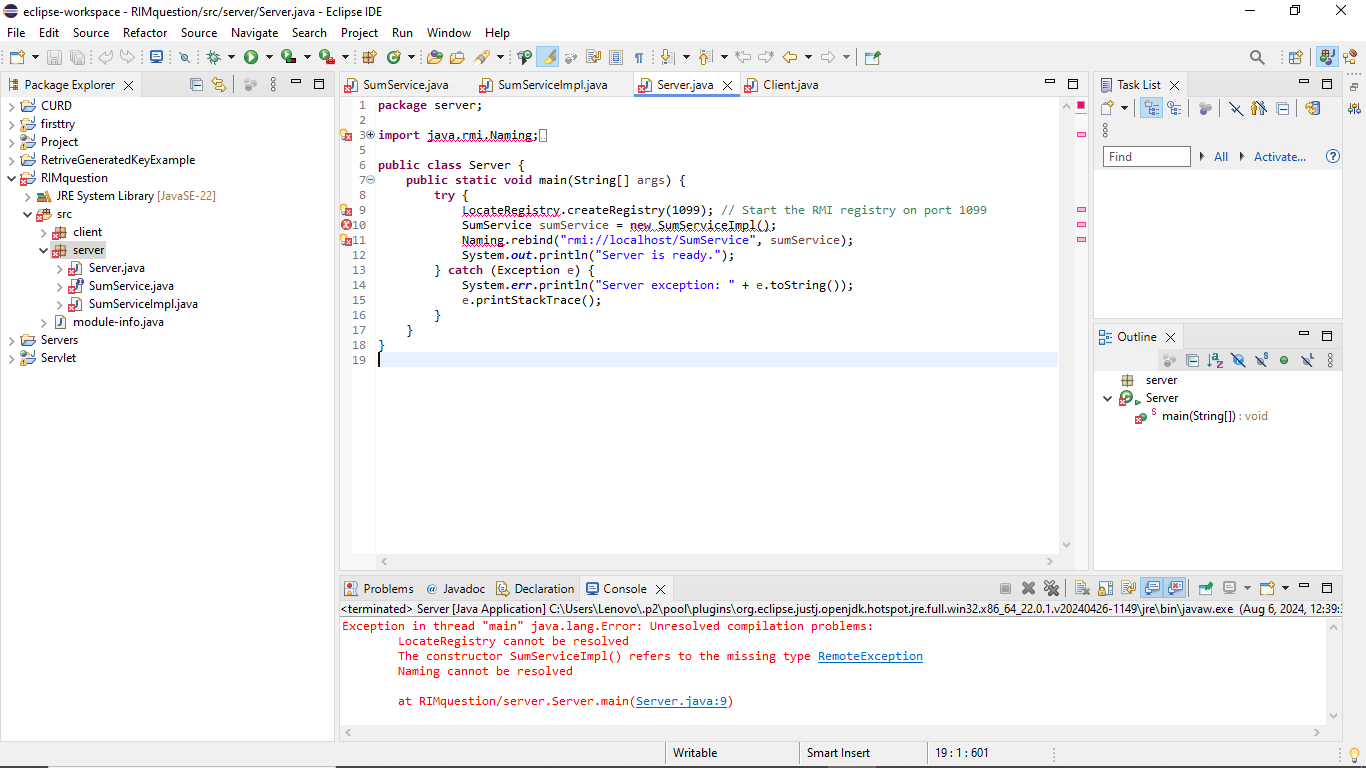 eclipse-workspace - RIMquestion/src/server/Server.java - Eclipse IDE
File Edit Source Refactor Source Navigate Search Project Run Window Help
Package Explorer
CURD
firsttry
Project
RetriveGeneratedKeyExample
RIMquestion
JRE System Library [JavaSE-22]
src
client
server
Server.java
SumService.java
SumServiceImpl.java
module-info.java
Servers
Servlet
SumService.java SumServiceImpl.java Server.java Client.java
1 package server;
2
3 import java.rmi.Naming;
5
6 public class Server {
7 public static void main(String[] args) {
8 try {
9 LocateRegistry.createRegistry(1099); // Start the RMI registry on port 1099
10 SumService sumService = new SumServiceImpl();
11 Naming.rebind("rmi://localhost/SumService", sumService);
12 System.out.println("Server is ready.");
13 } catch (Exception e) {
14 System.err.println("Server exception: " + e.toString());
15 e.printStackTrace();
16 }
17 }
18 }
19
Task List
Find All Activate...
Outline
server
Server
main(String[]) : void
Problems Javadoc Declaration Console
<terminated> Server [Java Application] C:\Users\Lenovo\.p2\pool\plugins\org.eclipse.justj.openjdk.hotspot.jre.full.win32.x86_64_22.0.1.v20240426-1149\jre\bin\javaw.exe (Aug 6, 2024, 12:39:
Exception in thread "main" java.lang.Error: Unresolved compilation problems:
LocateRegistry cannot be resolved
The constructor SumServiceImpl() refers to the missing type RemoteException
Naming cannot be resolved
at RIMquestion/server.Server.main(Server.java:9)
Writable Smart Insert 19 : 1 : 601